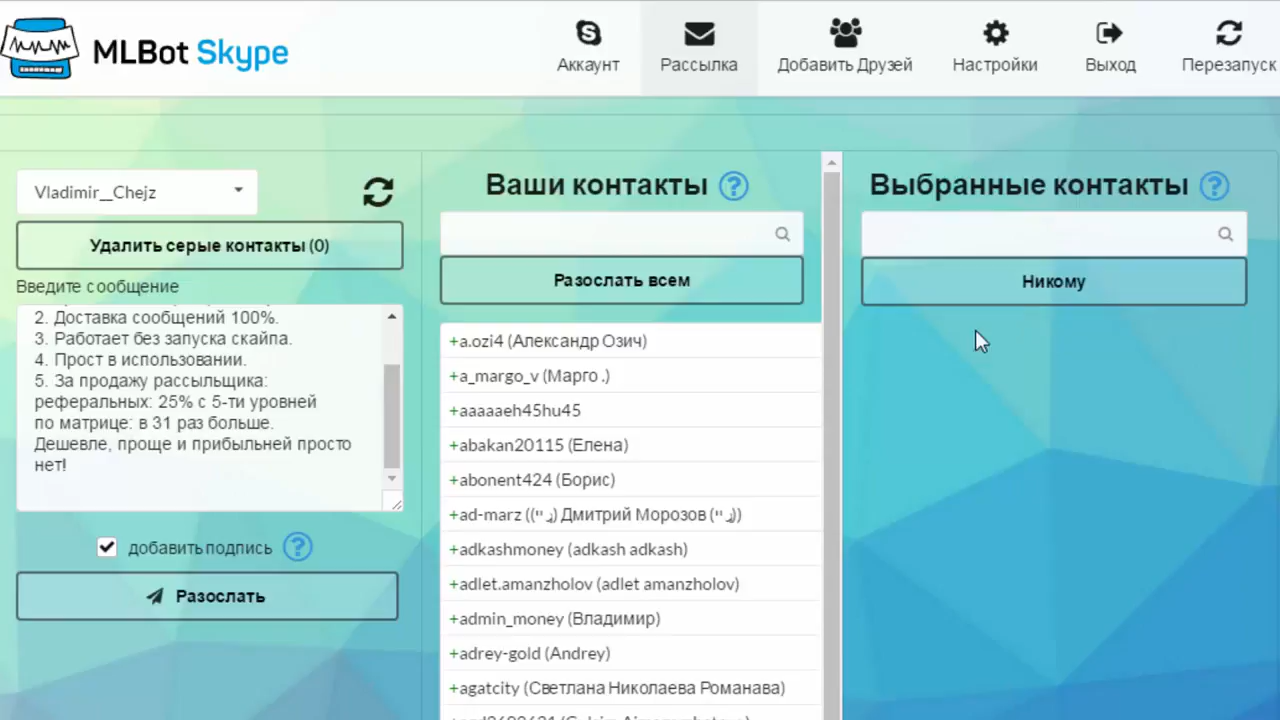 MLBot Skype
Аккаунт
Рассылка
Добавить Друзей
Настройки
Выход
Перезапуск
Vladimir__Chejz
Удалить серые контакты (0)
Введите сообщение
2. Доставка сообщений 100%.
3. Работает без запуска скайпа.
4. Прост в использовании.
5. За продажу рассыльщика:
реферальных: 25% с 5-ти уровней
по матрице: в 31 раз больше.
Дешевле, проще и прибыльней просто
нет!
добавить подпись ?
Разослать
Ваши контакты ?
Разослать всем
+a.ozi4 (Александр Озич)
+a_margo_v (Марго .)
+aaaaaeh45hu45
+abakan20115 (Елена)
+abonent424 (Борис)
+ad-marz Дмитрий Морозов
+adkashmoney (adkash adkash)
+adlet.amanzholov (adlet amanzholov)
+admin_money (Владимир)
+adrey-gold (Andrey)
+agatcity (Светлана Николаева Романава)
Выбранные контакты ?
Никому